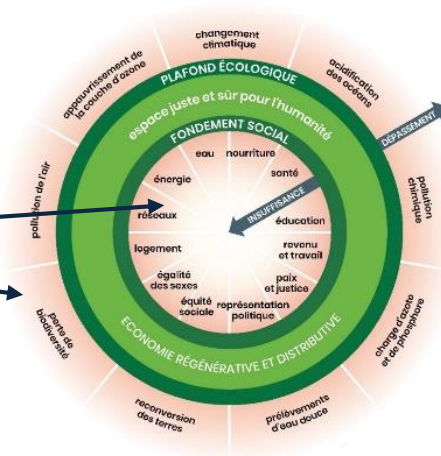 changement
climatique
acidification
des océans
pollution
chimique
charge d'azote
et de phosphore
prélèvements
d'eau douce
reconversion
des terres
perte de
biodiversité
pollution de l'air
appauvrissement de
la couche d'ozone
PLAFOND ÉCOLOGIQUE
espace juste et sûr pour l'humanité
FONDEMENT SOCIAL
DÉPASSEMENT
INSUFFISANCE
eau
nourriture
santé
éducation
revenu
et travail
paix
et justice
représentation
politique
équité
sociale
égalité
des sexes
logement
réseaux
énergie
ECONOMIE RÉGÉNÉRATIVE ET DISTRIBUTIVE